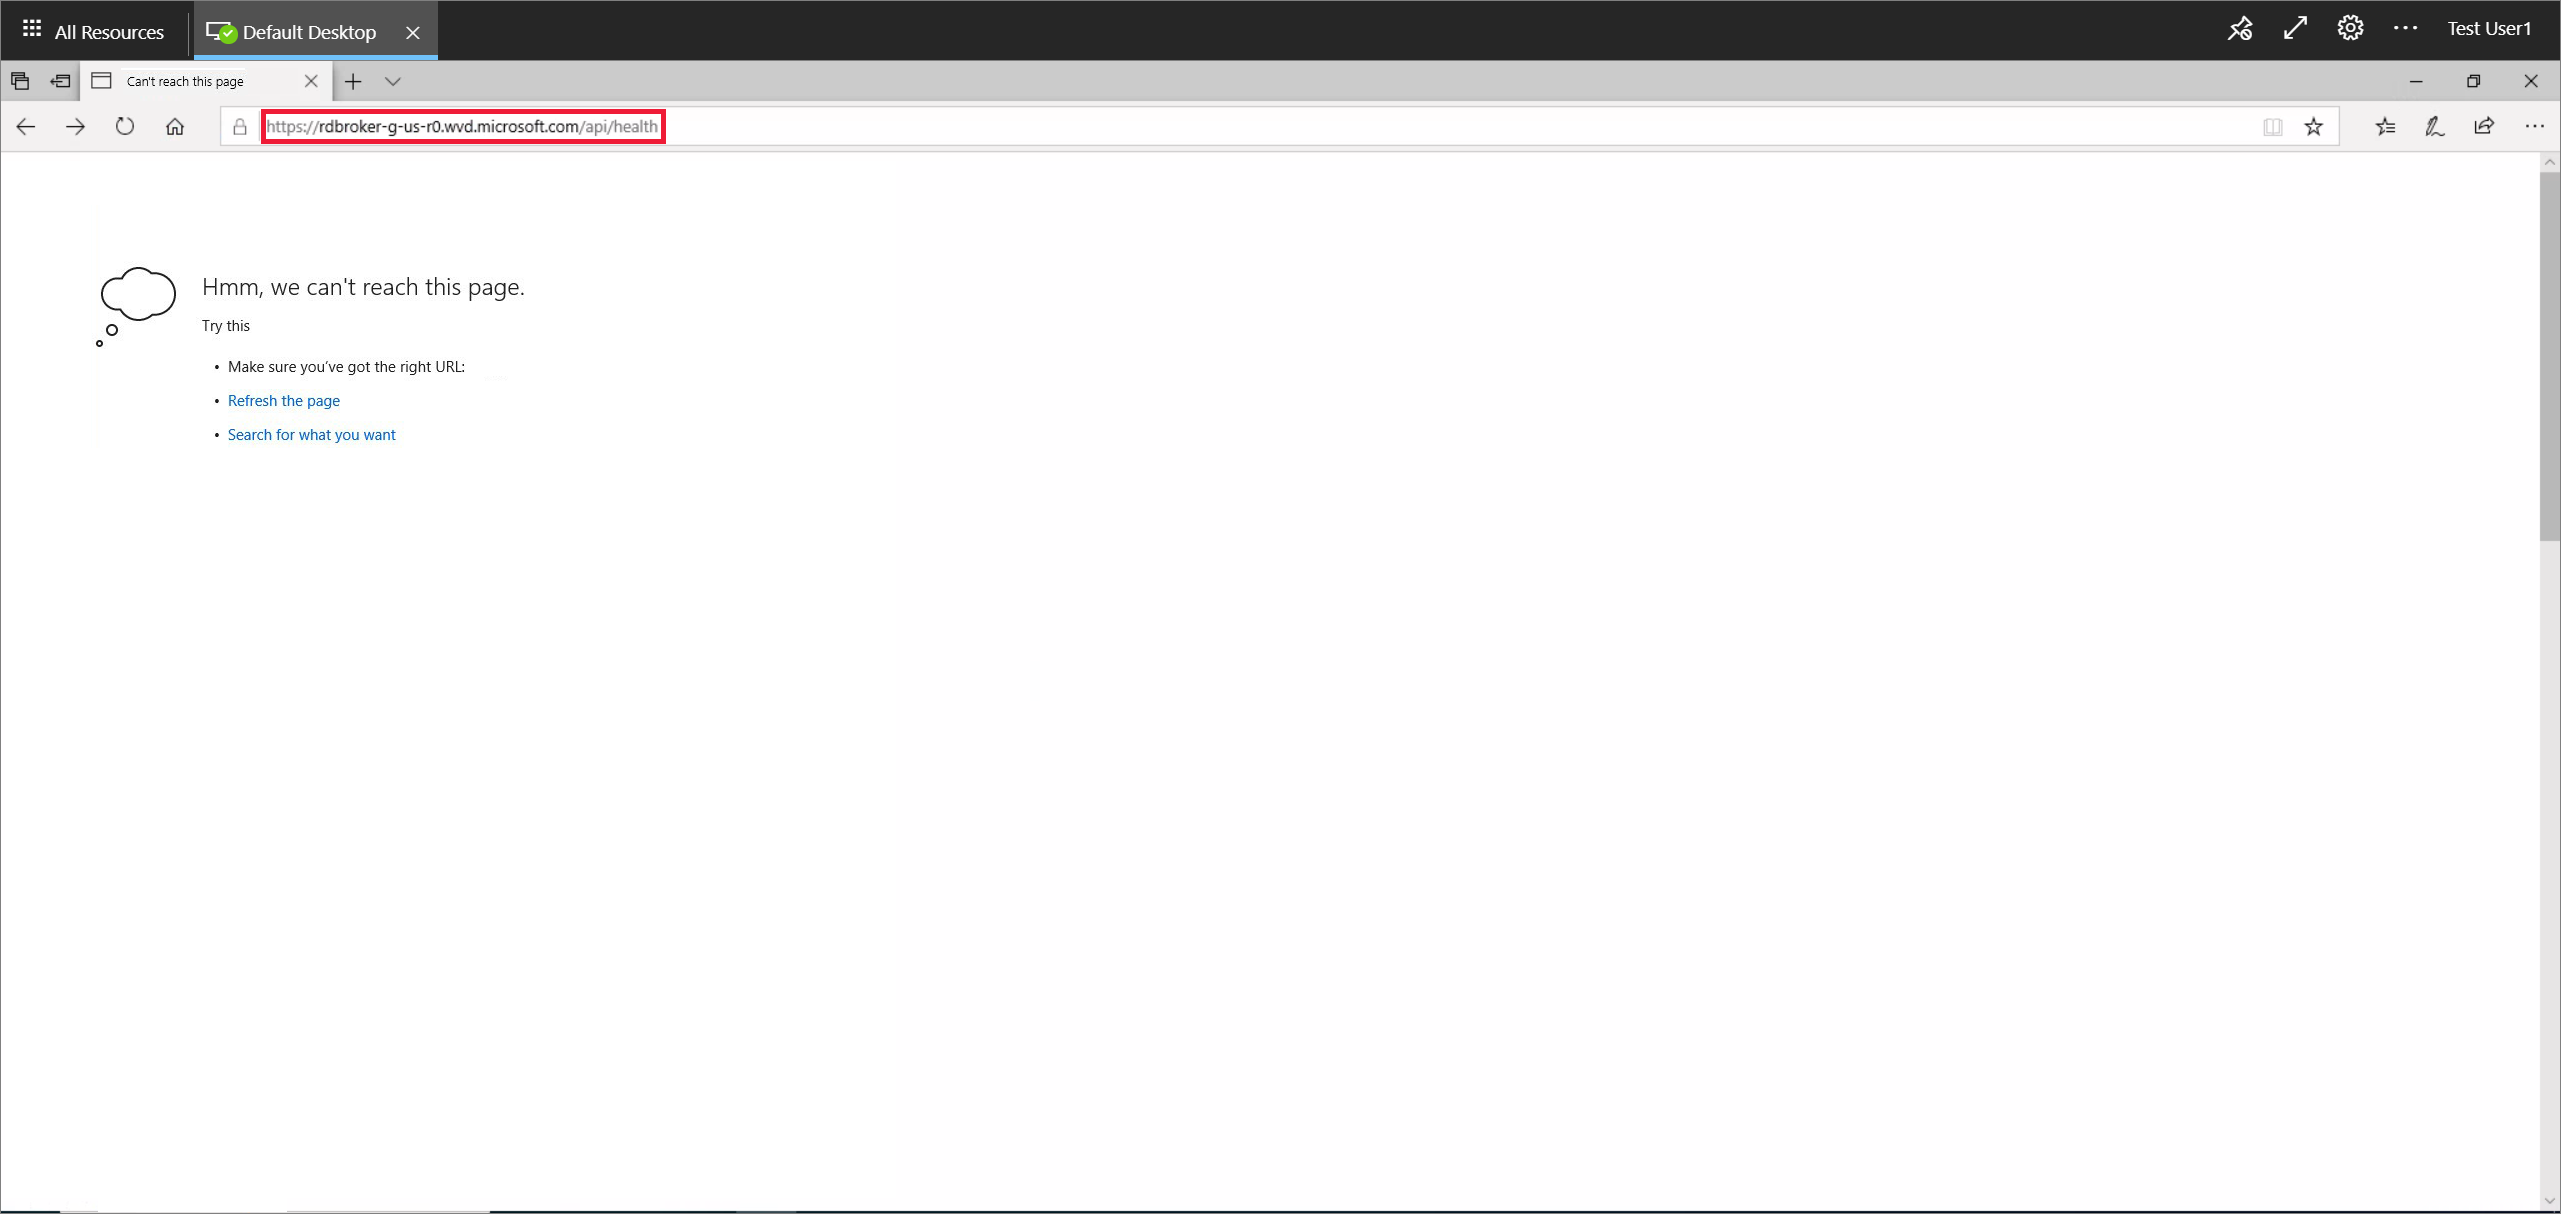 All Resources
Default Desktop
Test User1
Can't reach this page
https://rdbroker-g-us-r0.wvd.microsoft.com/api/health
Hmm, we can't reach this page.
Try this
• Make sure you've got the right URL:
• Refresh the page
• Search for what you want